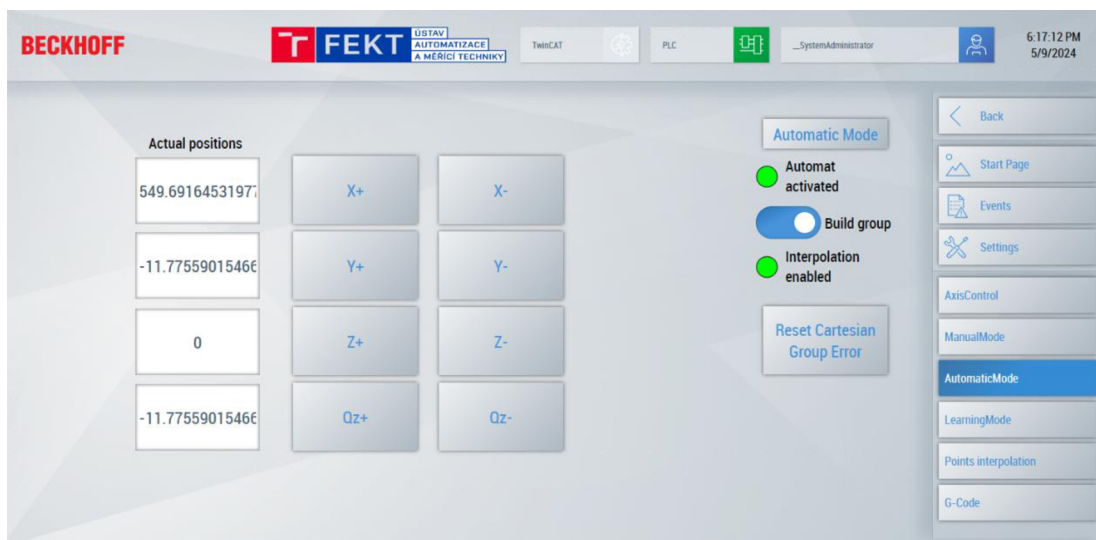 BECKHOFF
FEKT
ÚSTAV
AUTOMATIZACE
A MĚŘICÍ TECHNIKY
TwinCAT
PLC
__SystemAdministrator
6:17:12 PM
5/9/2024
Actual positions
549.69164531977
X+
X-
-11.7755901546
Y+
Y-
0
Z+
Z-
-11.7755901546
Qz+
Qz-
Automatic Mode
Automat
activated
Build group
Interpolation
enabled
Reset Cartesian
Group Error
Back
Start Page
Events
Settings
AxisControl
ManualMode
AutomaticMode
LearningMode
Points interpolation
G-Code